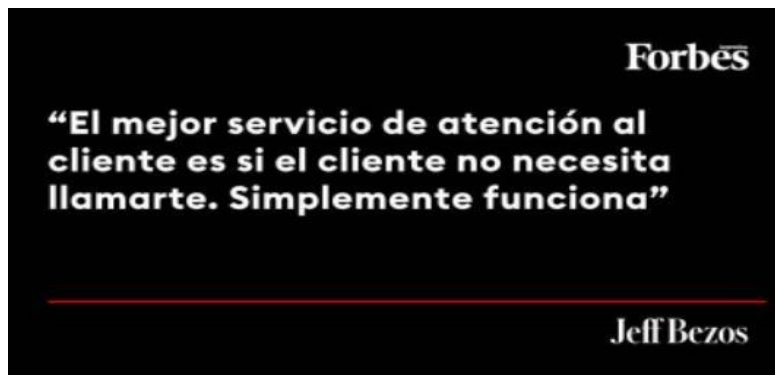 Forbes
“El mejor servicio de atención al
cliente es si el cliente no necesita
llamarte. Simplemente funciona”
Jeff Bezos